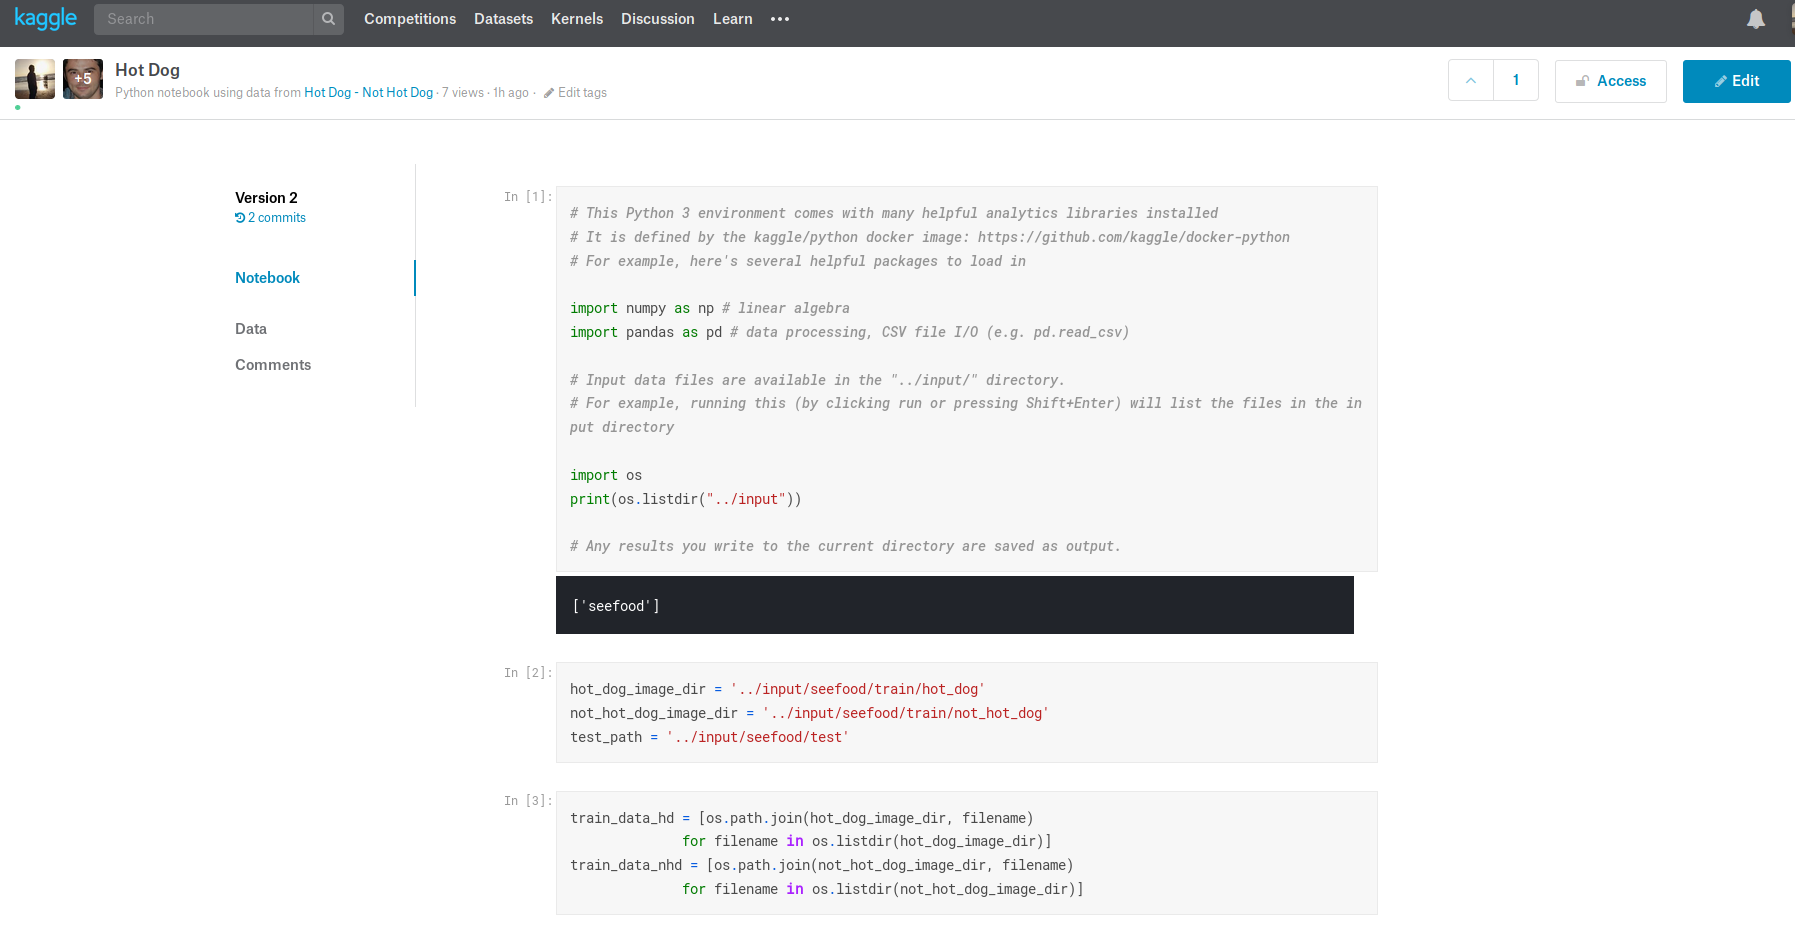 kaggle
Search
Competitions Datasets Kernels Discussion Learn •••
+5
Hot Dog
Python notebook using data from Hot Dog - Not Hot Dog · 7 views · 1h ago · Edit tags
1
Access
Edit
Version 2
2 commits
Notebook
Data
Comments
In [1]:
# This Python 3 environment comes with many helpful analytics libraries installed
# It is defined by the kaggle/python docker image: https://github.com/kaggle/docker-python
# For example, here's several helpful packages to load in
import numpy as np # linear algebra
import pandas as pd # data processing, CSV file I/O (e.g. pd.read_csv)
# Input data files are available in the "../input/" directory.
# For example, running this (by clicking run or pressing Shift+Enter) will list the files in the in
put directory
import os
print(os.listdir("../input"))
# Any results you write to the current directory are saved as output.
['seefood']
In [2]:
hot_dog_image_dir = '../input/seefood/train/hot_dog'
not_hot_dog_image_dir = '../input/seefood/train/not_hot_dog'
test_path = '../input/seefood/test'
In [3]:
train_data_hd = [os.path.join(hot_dog_image_dir, filename)
              for filename in os.listdir(hot_dog_image_dir)]
train_data_nhd = [os.path.join(not_hot_dog_image_dir, filename)
              for filename in os.listdir(not_hot_dog_image_dir)]